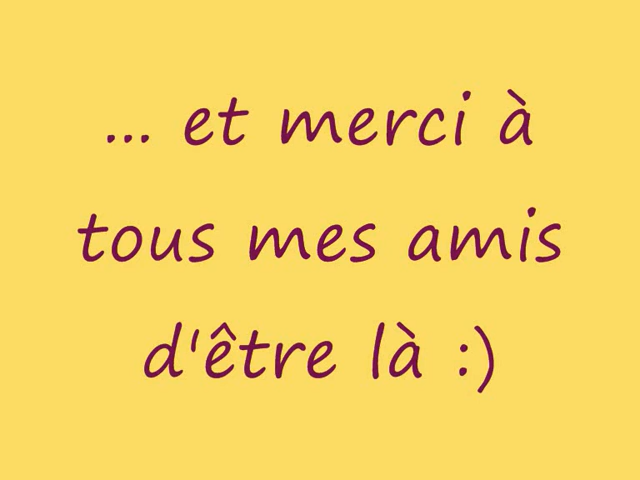 ... et merci à
tous mes amis
d'être là :)